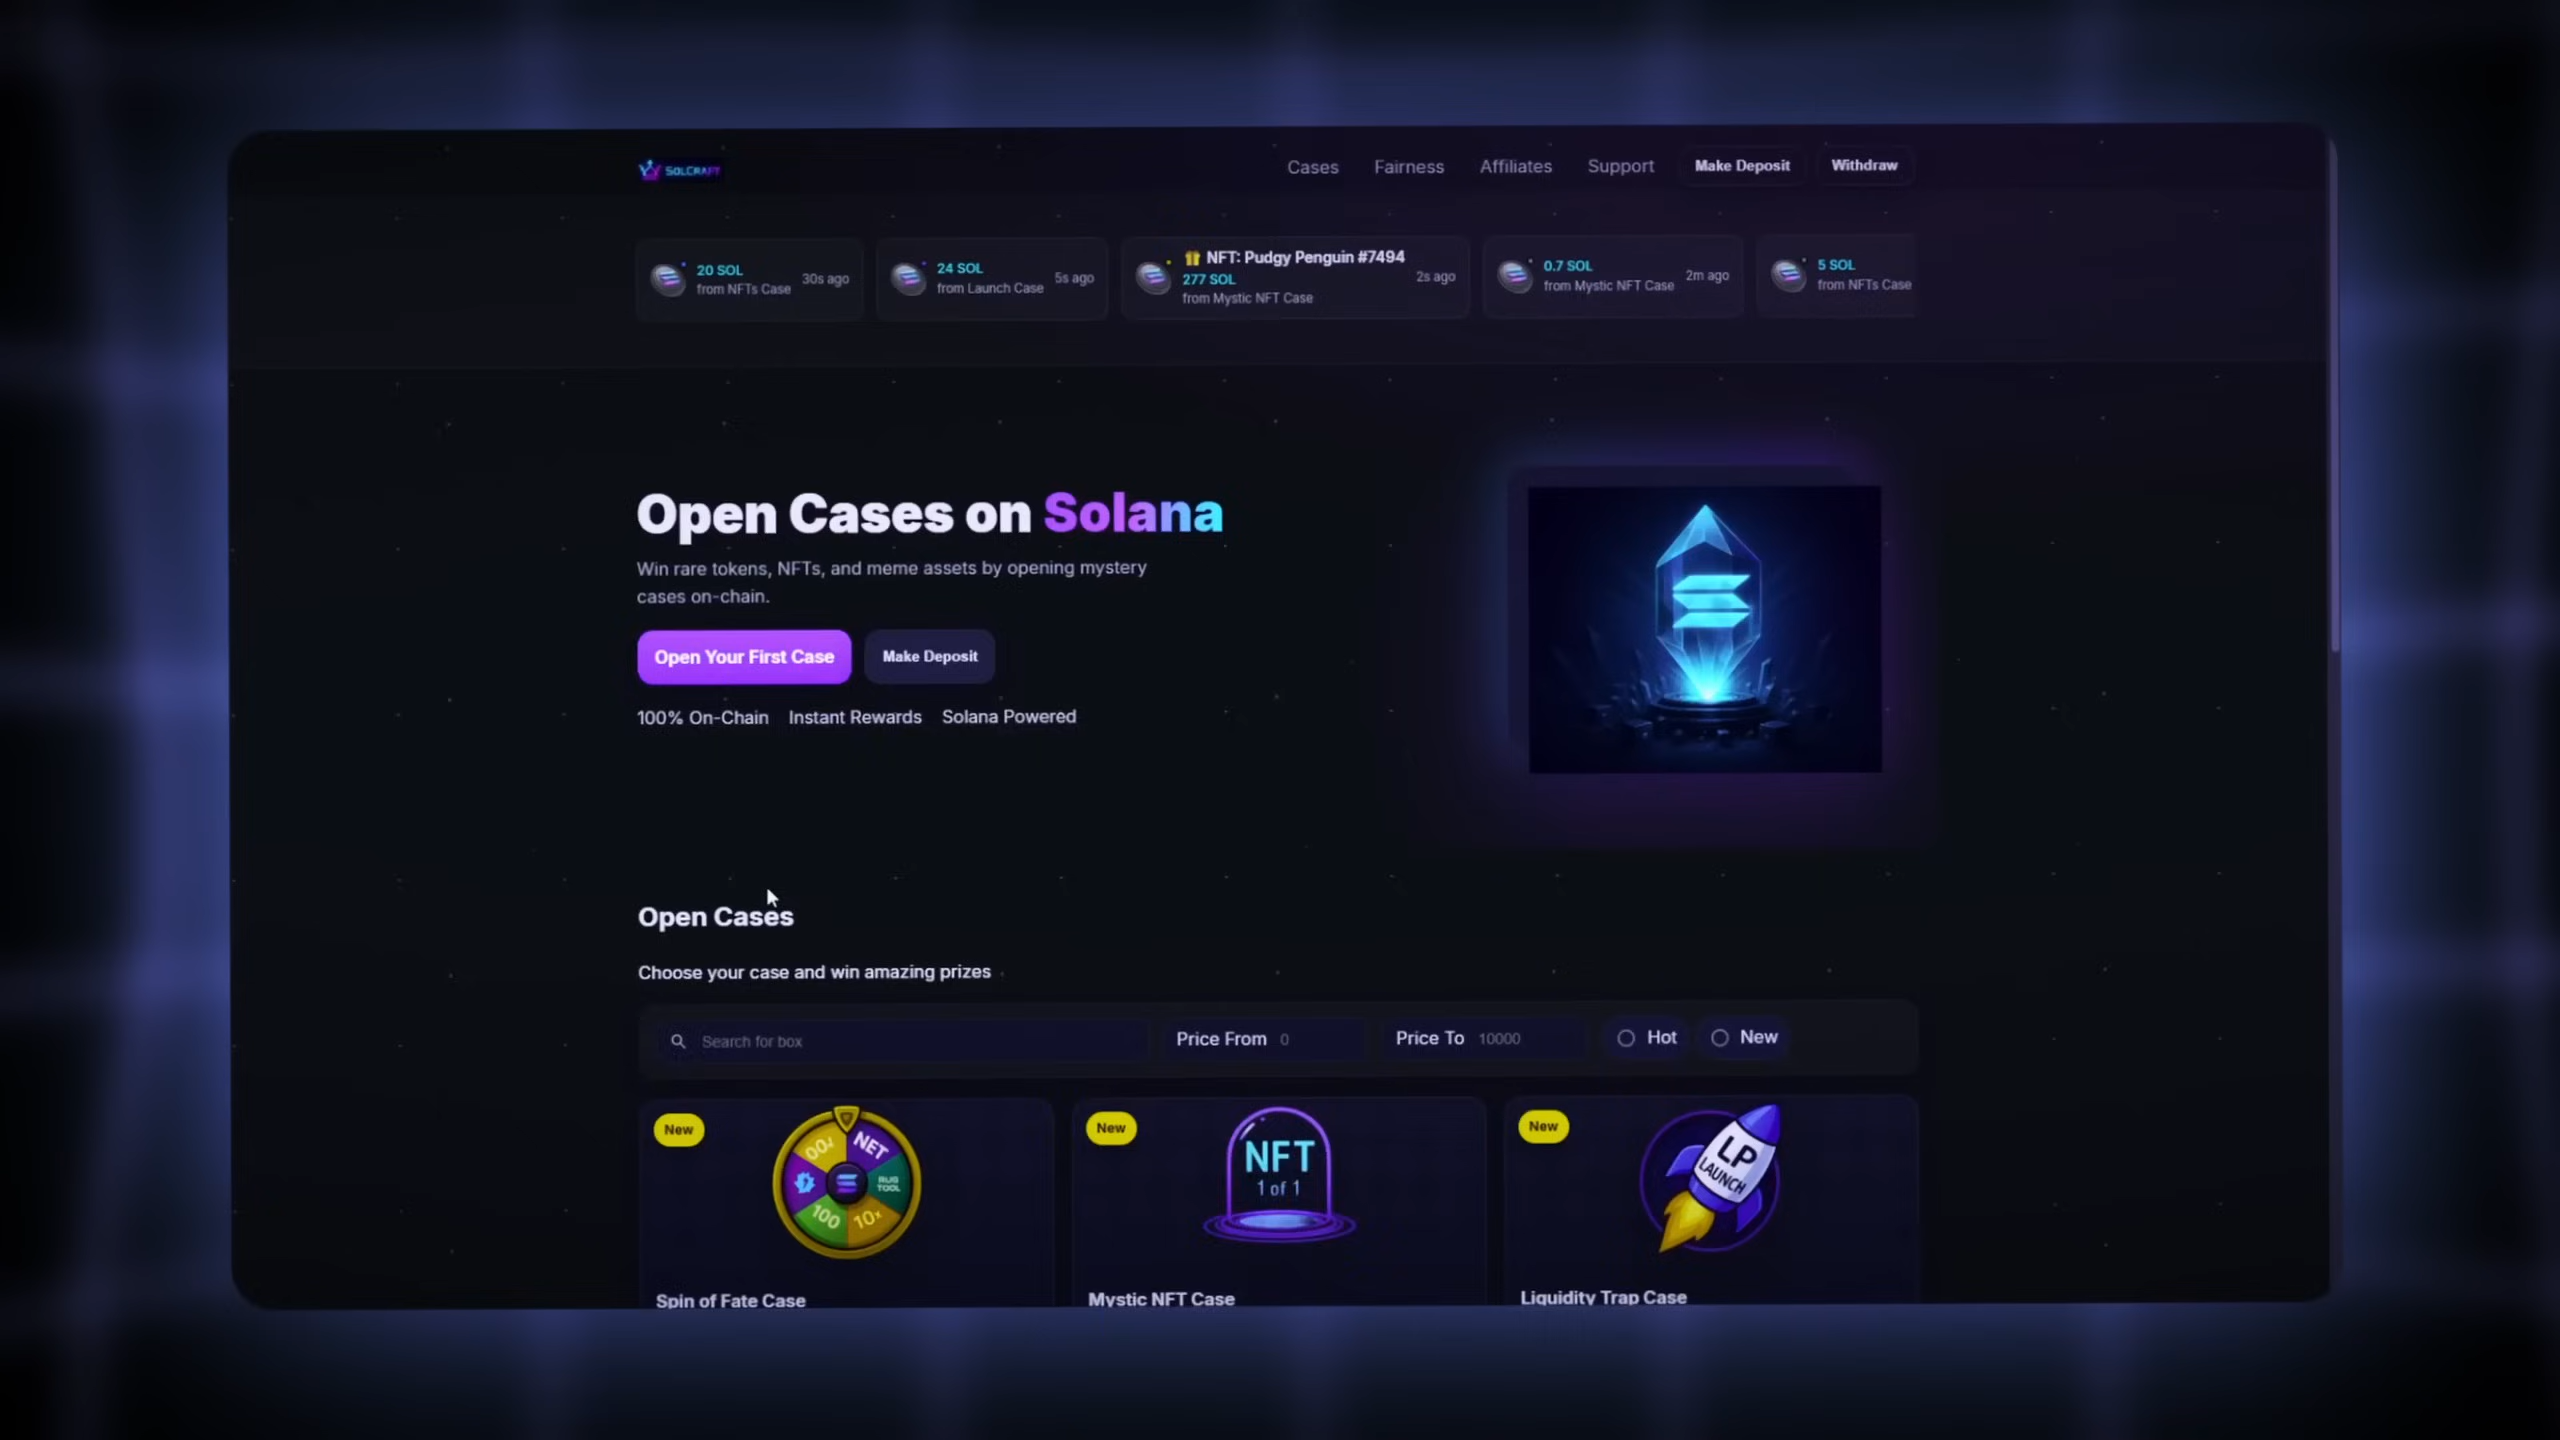 SOLCRAFT
Cases
Fairness
Affiliates
Support
Make Deposit
Withdraw
20 SOL
from NFTs Case
30s ago
24 SOL
from Launch Case
5s ago
NFT: Pudgy Penguin #7494
277 SOL
from Mystic NFT Case
2s ago
0.7 SOL
from Mystic NFT Case
2m ago
5 SOL
from NFTs Case
Open Cases on Solana
Win rare tokens, NFTs, and meme assets by opening mystery
cases on-chain.
Open Your First Case
Make Deposit
100% On-Chain
Instant Rewards
Solana Powered
Open Cases
Choose your case and win amazing prizes
Search for box
Price From 0
Price To 10000
Hot
New
New
NET
RUG
TOOL
10x
100
New
NFT
1 of 1
New
LP
LAUNCH
Spin of Fate Case
Mystic NFT Case
Liquidity Trap Case